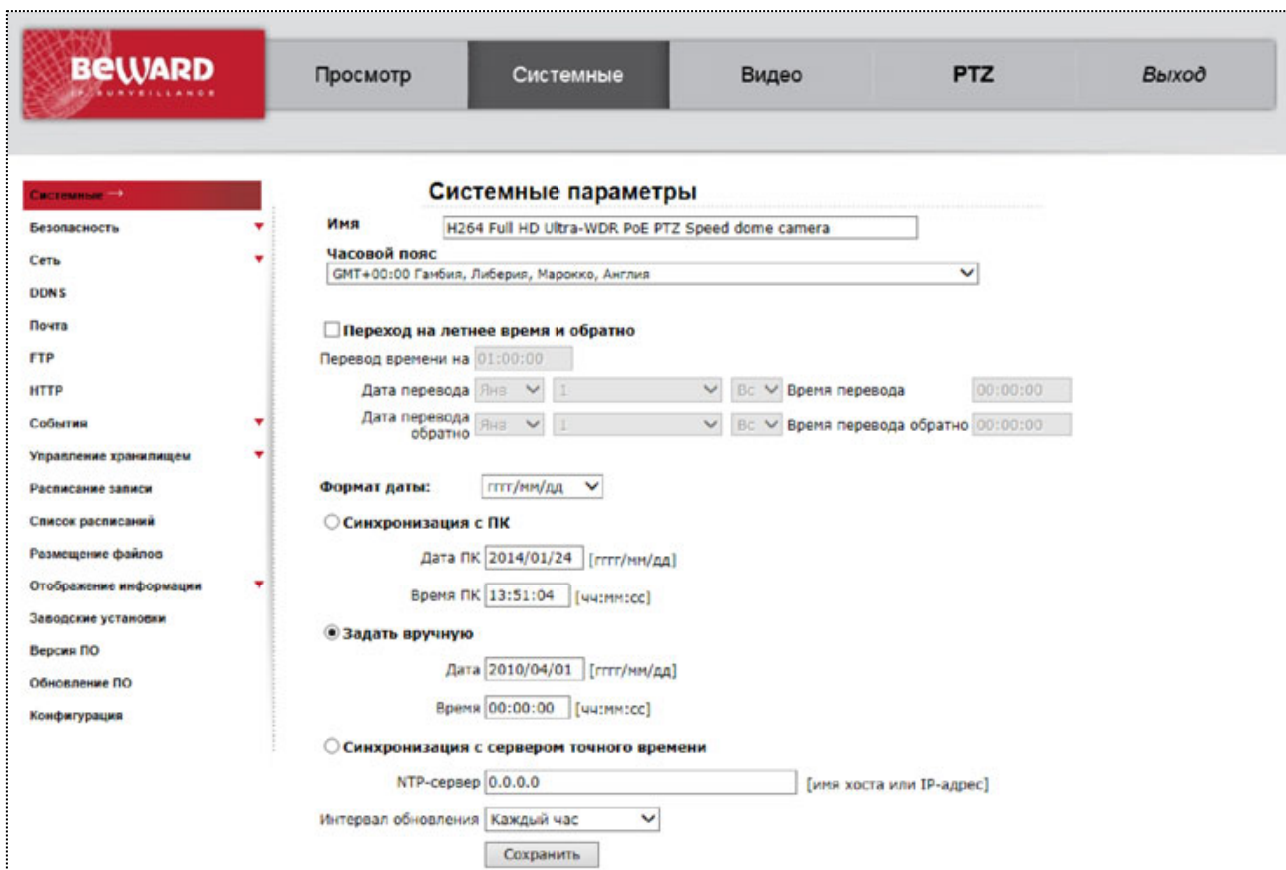 BEWARD
IP SURVEILLANCE
Просмотр
Системные
Видео
PTZ
Выход
Системные →
Безопасность
Сеть
DDNS
Почта
FTP
HTTP
События
Управление хранилищем
Расписание записи
Список расписаний
Размещение файлов
Отображение информации
Заводские установки
Версия ПО
Обновление ПО
Конфигурация
Системные параметры
Имя H264 Full HD Ultra-WDR PoE PTZ Speed dome camera
Часовой пояс
GMT+00:00 Гамбия, Либерия, Марокко, Англия
Переход на летнее время и обратно
Перевод времени на 01:00:00
Дата перевода Янв 1 Вс Время перевода 00:00:00
Дата перевода обратно Янв 1 Вс Время перевода обратно 00:00:00
Формат даты: гггг/мм/дд
Синхронизация с ПК
Дата ПК 2014/01/24 [гггг/мм/дд]
Время ПК 13:51:04 [чч:мм:сс]
Задать вручную
Дата 2010/04/01 [гггг/мм/дд]
Время 00:00:00 [чч:мм:сс]
Синхронизация с сервером точного времени
NTP-сервер 0.0.0.0 [имя хоста или IP-адрес]
Интервал обновления Каждый час
Сохранить